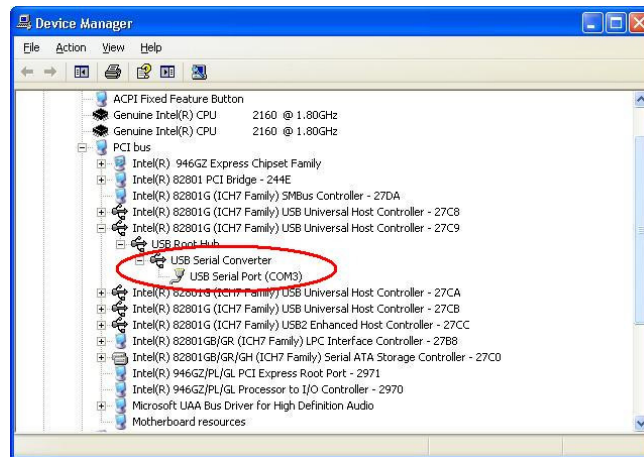 Device Manager
File Action View Help
ACPI Fixed Feature Button
Genuine Intel(R) CPU 2160 @ 1.80GHz
Genuine Intel(R) CPU 2160 @ 1.80GHz
PCI bus
Intel(R) 946GZ Express Chipset Family
Intel(R) 82801 PCI Bridge - 244E
Intel(R) 82801G (ICH7 Family) SMBus Controller - 27DA
Intel(R) 82801G (ICH7 Family) USB Universal Host Controller - 27C8
Intel(R) 82801G (ICH7 Family) USB Universal Host Controller - 27C9
USB Root Hub
USB Serial Converter
USB Serial Port (COM3)
Intel(R) 82801G (ICH7 Family) USB Universal Host Controller - 27CA
Intel(R) 82801G (ICH7 Family) USB Universal Host Controller - 27CB
Intel(R) 82801G (ICH7 Family) USB2 Enhanced Host Controller - 27CC
Intel(R) 82801GB/GR (ICH7 Family) LPC Interface Controller - 27B8
Intel(R) 82801GB/GR/GH (ICH7 Family) Serial ATA Storage Controller - 27C0
Intel(R) 946GZ/PL/GL PCI Express Root Port - 2971
Intel(R) 946GZ/PL/GL Processor to I/O Controller - 2970
Microsoft UAA Bus Driver for High Definition Audio
Motherboard resources